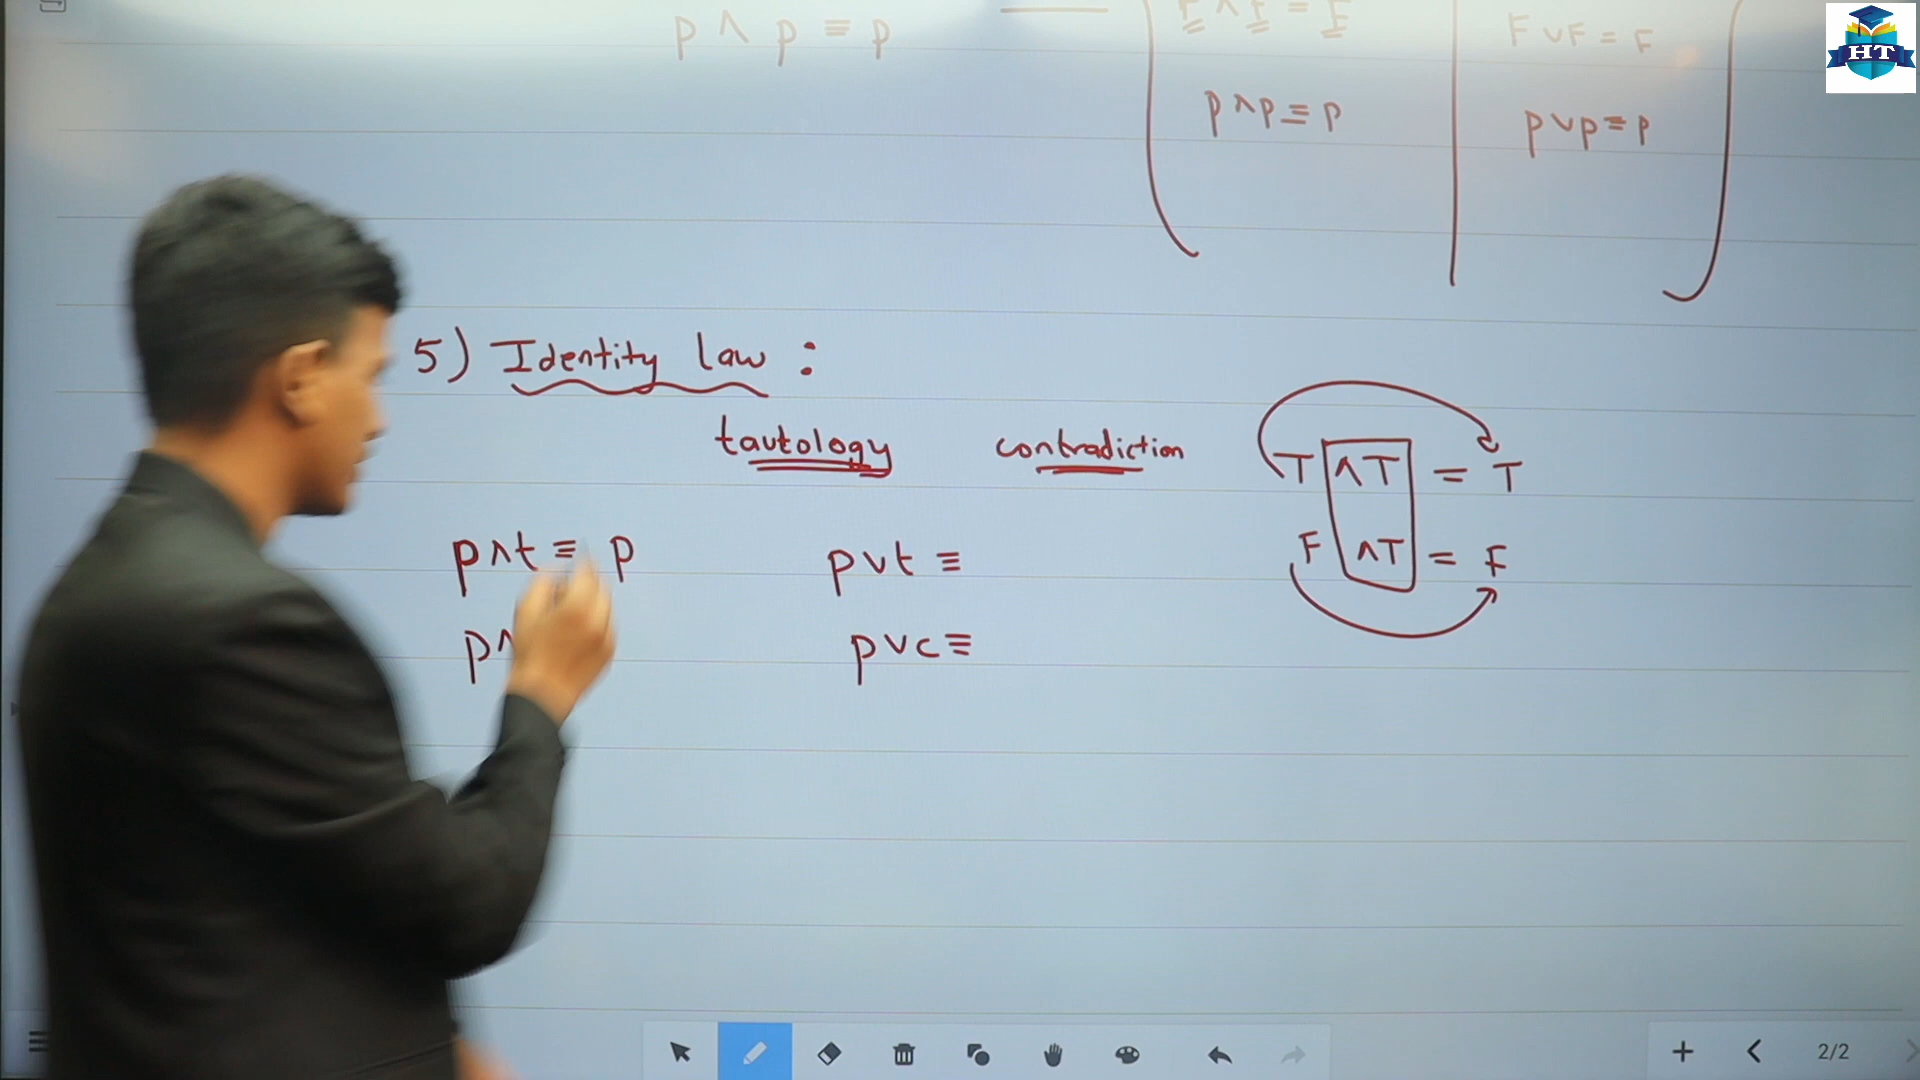 p ∧ p ≡ p
F ∨ F = F
HT
p ∧ p ≡ p
p ∨ p ≡ p
5) Identity law :
tautology contradiction
T ∧ T = T
p ∧ t ≡ p p ∨ t ≡
F ∧ T = F
p ∧ p ∨ c ≡
2/2